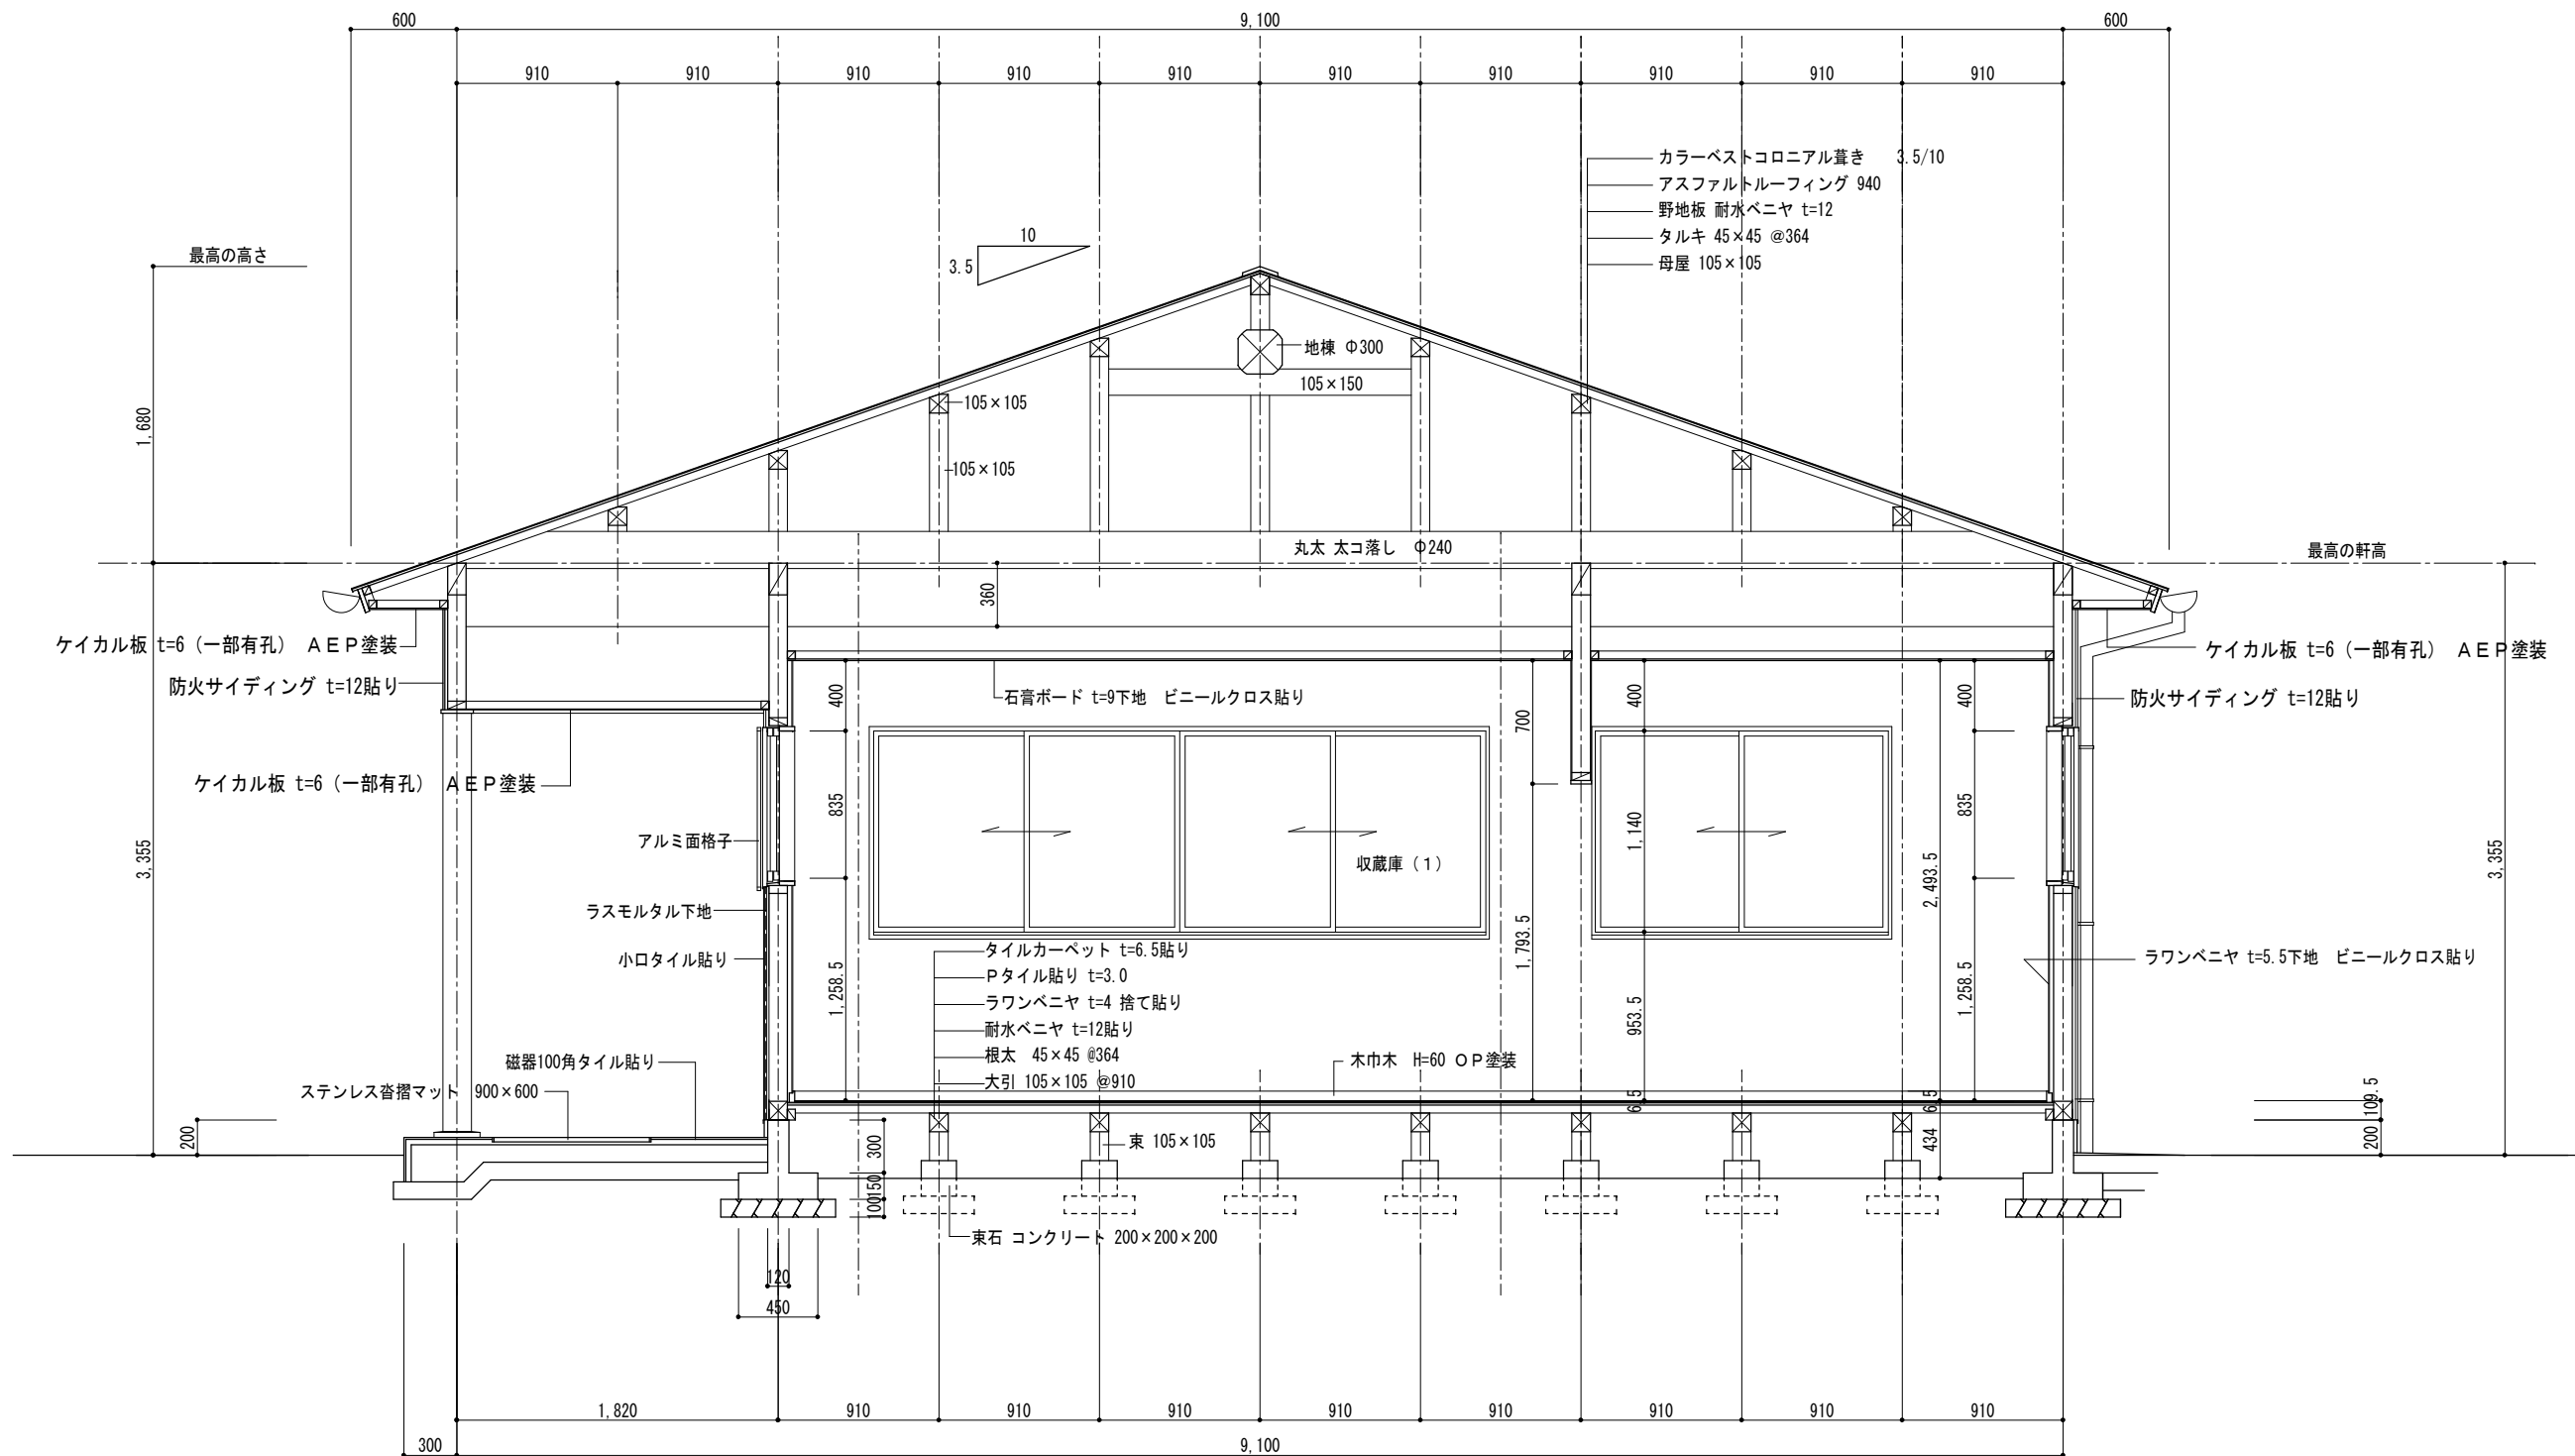 600
9,100
600
910
910
910
910
910
910
910
910
910
910
カラーベストコロニアル葺き 3.5/10
アスファルトルーフィング 940
野地板 耐水ベニヤ t=12
タルキ 45×45 @364
母屋 105×105
最高の高さ
10
3.5
地棟 Φ300
105×150
105×105
105×105
1,680
丸太 太コ落し Φ240
最高の軒高
360
ケイカル板 t=6（一部有孔） ＡＥＰ塗装
ケイカル板 t=6（一部有孔） ＡＥＰ塗装
防火サイディング t=12貼り
防火サイディング t=12貼り
石膏ボード t=9下地 ビニールクロス貼り
400
700
400
400
ケイカル板 t=6（一部有孔） ＡＥＰ塗装
アルミ面格子
835
1,140
835
収蔵庫（１）
3,355
3,355
2,493.5
ラスモルタル下地
小口タイル貼り
タイルカーペット t=6.5貼り
Ｐタイル貼り t=3.0
ラワンベニヤ t=4 捨て貼り
耐水ベニヤ t=12貼り
根太 45×45 @364
大引 105×105 @910
1,258.5
1,793.5
953.5
1,258.5
ラワンベニヤ t=5.5下地 ビニールクロス貼り
磁器100角タイル貼り
ステンレス沓摺マット 900×600
木巾木 H=60 ＯＰ塗装
6.5
6.5
109.5
200
200
300
150
100
434
束 105×105
束石 コンクリート 200×200×200
120
450
1,820
910
910
910
910
910
910
910
910
300
9,100